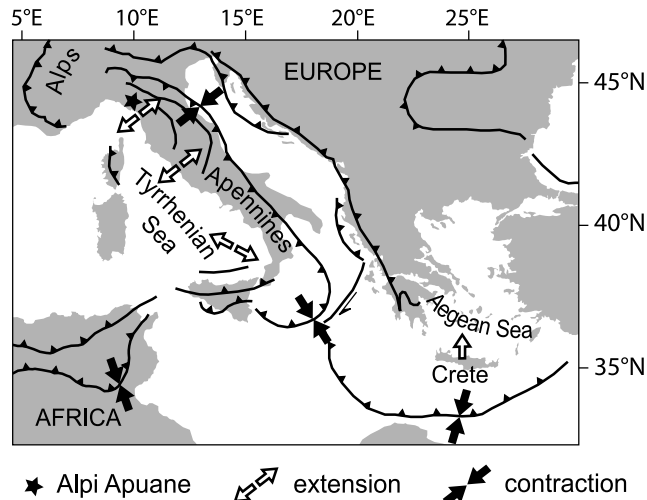 5°E 10°E 15°E 20°E 25°E
Alps
EUROPE
45°N
Apennines
Tyrrhenian
Sea
40°N
Aegean Sea
35°N
Crete
AFRICA
Alpi Apuane extension contraction